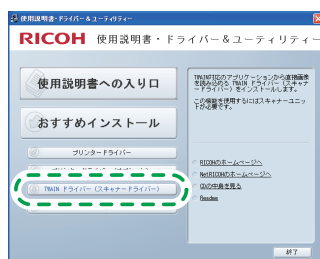 使用説明書・ドライバー＆ユーティリティー
RICOH 使用説明書・ドライバー＆ユーティリティー
使用説明書への入り口
おすすめインストール
プリンタードライバー
TWAIN ドライバー (スキャナードライバー)
TWAIN対応のアプリケーションから直接画像
を読み込める TWAIN ドライバー (スキャナ
ードライバー) をインストールします。
この機能を使用するにはスキャナーユニッ
トが必要です。
RICOHのホームページへ
NetRICOHのホームページへ
CDの中身を見る
Readme
終了